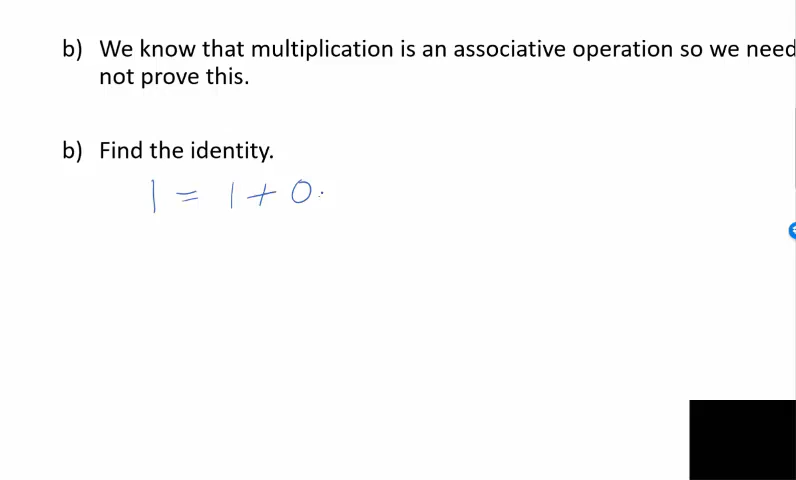 b) We know that multiplication is an associative operation so we need
not prove this.
b) Find the identity.
1 = 1 + 0.